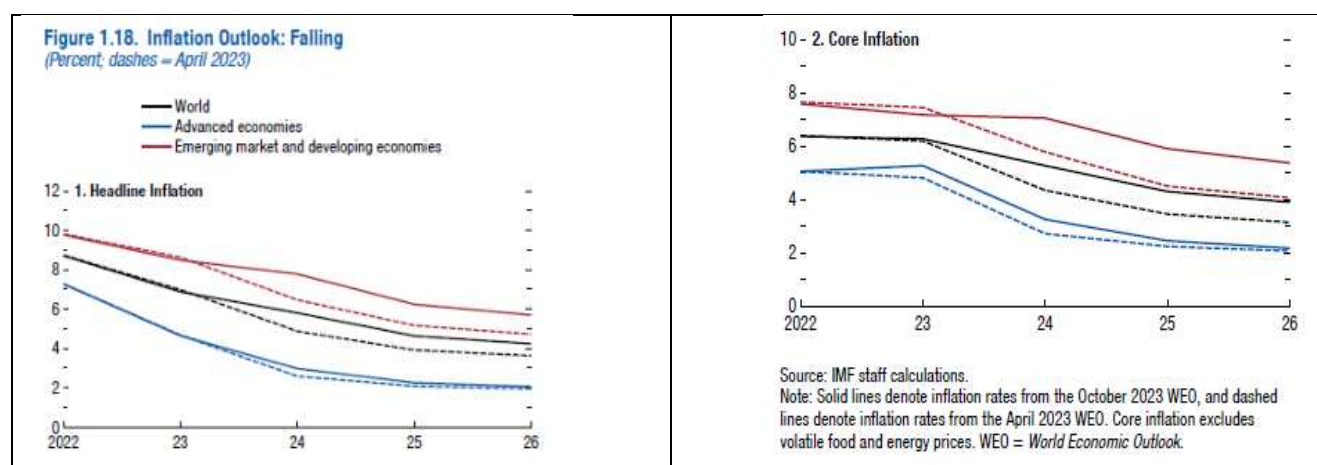 Figure 1.18. Inflation Outlook: Falling
(Percent; dashes = April 2023)
World
Advanced economies
Emerging market and developing economies
12 - 1. Headline Inflation
10
8
6
4
2
0
2022 23 24 25 26
10 - 2. Core Inflation
8
6
4
2
0
2022 23 24 25 26
Source: IMF staff calculations.
Note: Solid lines denote inflation rates from the October 2023 WEO, and dashed
lines denote inflation rates from the April 2023 WEO. Core inflation excludes
volatile food and energy prices. WEO = World Economic Outlook.